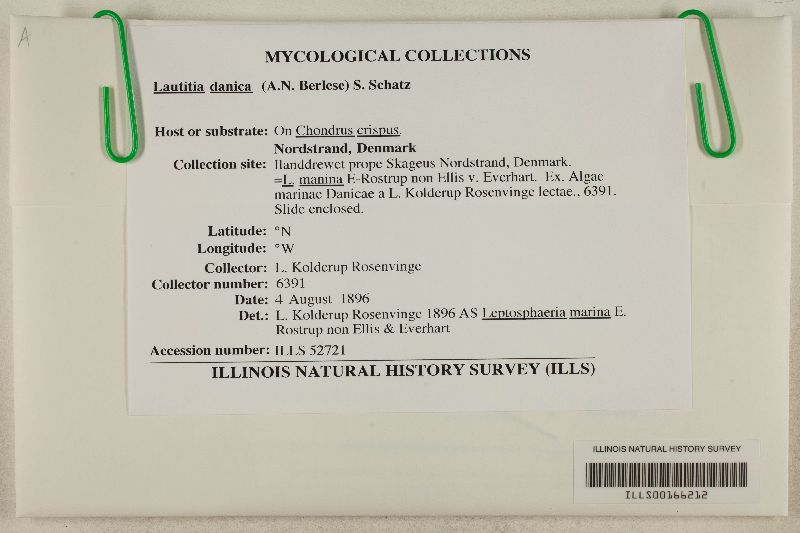 A
MYCOLOGICAL COLLECTIONS
Lautitia danica (A.N. Berlese) S. Schatz
Host or substrate: On Chondrus crispus.
Nordstrand, Denmark
Collection site: Ilanddrewet prope Skageus Nordstrand, Denmark.
=L. manina E-Rostrup non Ellis v. Everhart. Ex. Algae
marinae Danicae a L. Kolderup Rosenvinge lectae.. 6391.
Slide enclosed.
Latitude: °N
Longitude: °W
Collector: L. Kolderup Rosenvinge
Collector number: 6391
Date: 4 August 1896
Det.: L. Kolderup Rosenvinge 1896 AS Leptosphaeria marina E.
Rostrup non Ellis & Everhart
Accession number: ILLS 52721
ILLINOIS NATURAL HISTORY SURVEY (ILLS)
ILLINOIS NATURAL HISTORY SURVEY
ILLS00166212